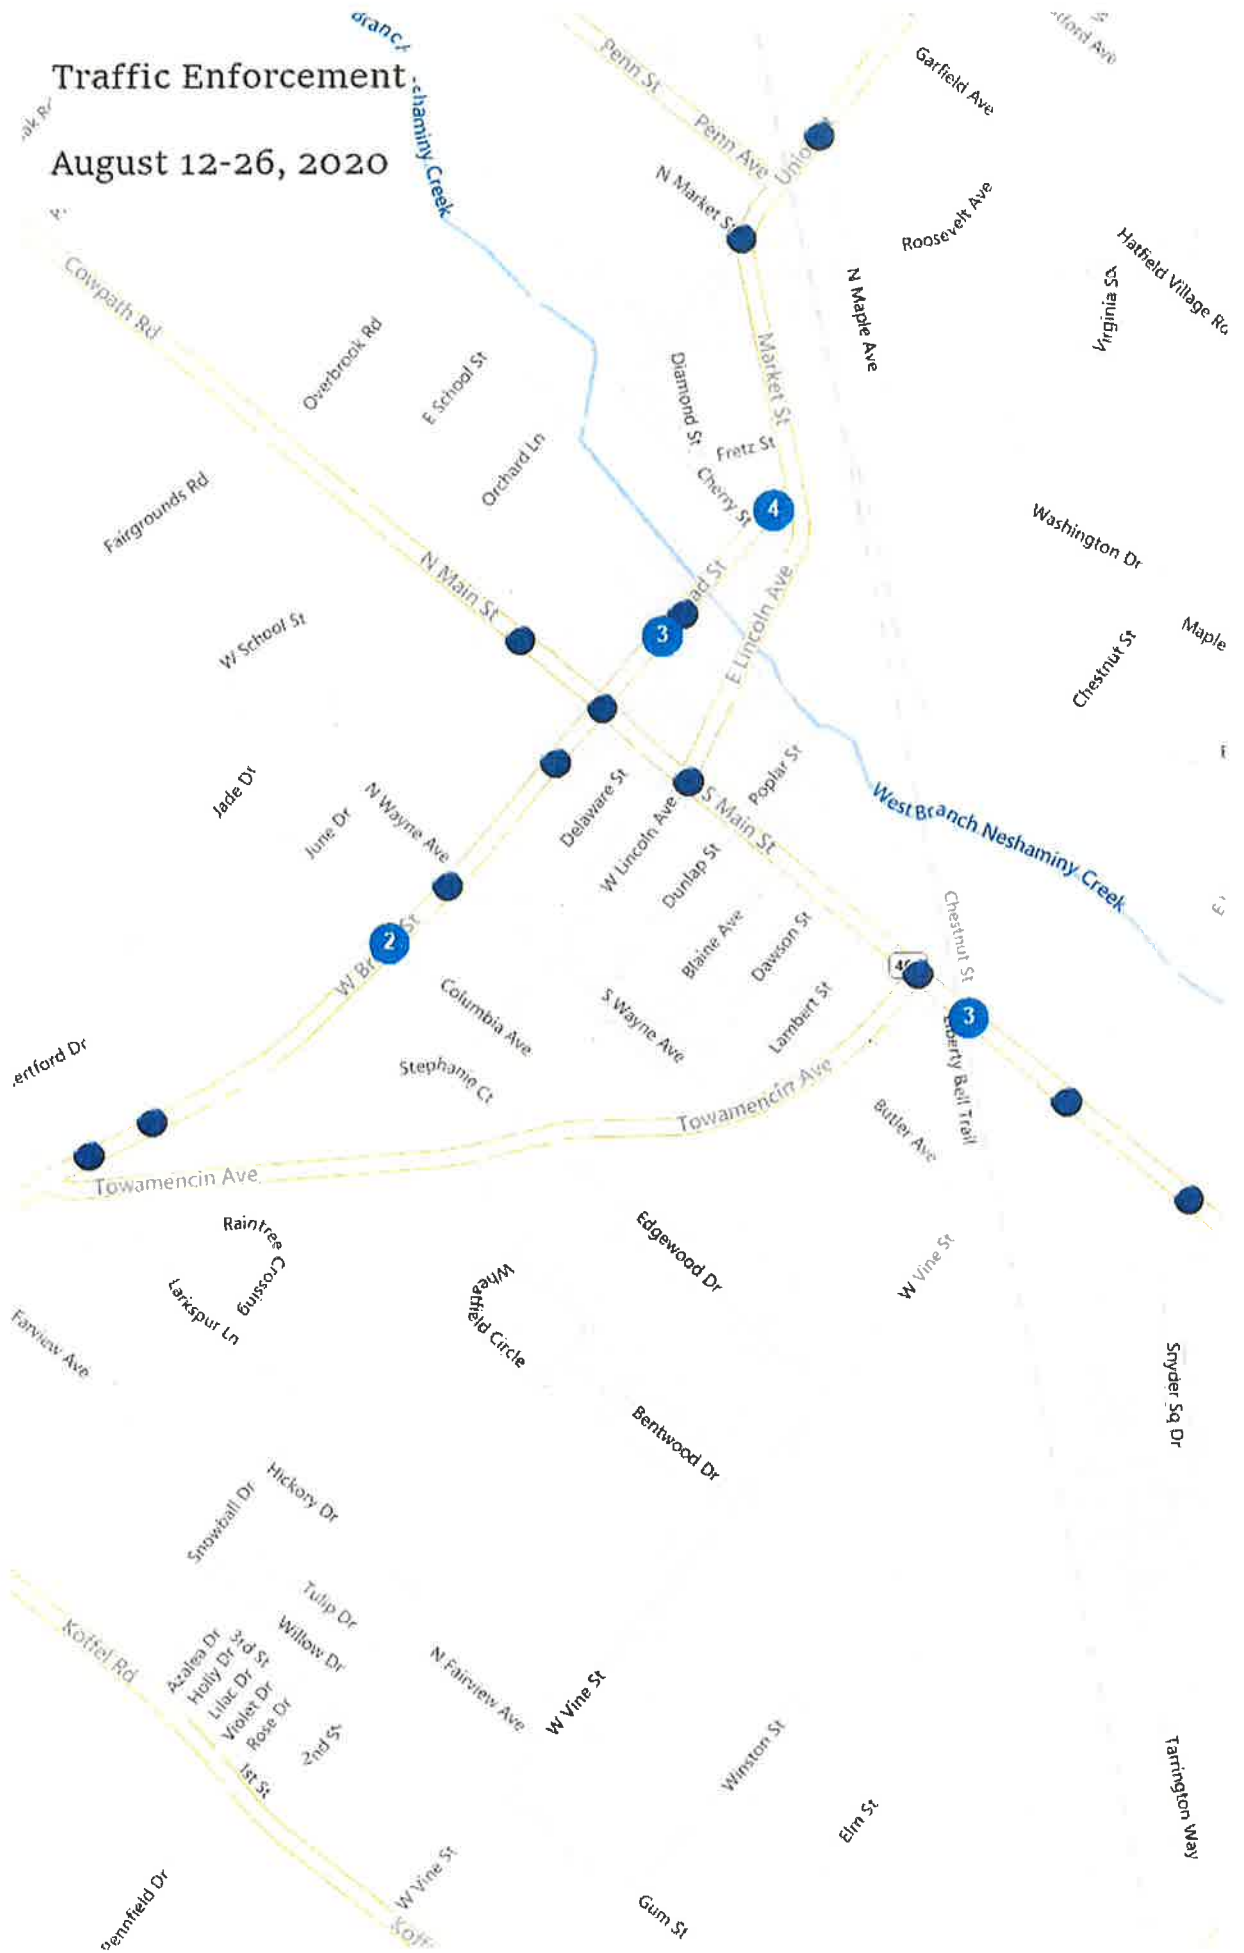 Traffic Enforcement
August 12-26, 2020
Penn St
Garfield Ave
Penn Ave
N Market St
Roosevelt Ave
Creek
Hatfield Village
Virginia
Cowpath Rd
N Maple Ave
Overbrook Rd
E School St
Diamond St
Market St
Fretz St
Orchard Ln
Cherry St
4
Fairgrounds Rd
Washington Dr
N Main St
St
E Lincoln Ave
3
W School St
Maple
Chestnut St
Jade Dr
June Dr
N Wayne Ave
Delaware St
W Lincoln Ave
S Main St
Poplar St
Dunlap St
West Branch Neshaminy Creek
2
W
St
Blaine Ave
Dawson St
Chestnut St
Columbia Ave
S Wayne Ave
Lambert St
3
Liberty Bell Trail
Stephanie Ct
Towamencin Ave
Butler Ave
Towamencin Ave
Raintree Crossing
Larkspur Ln
Edgewood Dr
W Vine St
Wheatfield Circle
Farview Ave
Snyder Sq Dr
Bentwood Dr
Hickory Dr
Snowball Dr
Tulip Dr
Willow Dr
Koffel Rd
Azalea Dr
3rd St
Holly Dr
Lilac Dr
Violet Dr
Rose Dr
2nd St
1st St
N Fairview Ave
W Vine St
Winston St
Elm St
Tarrington Way
W Vine St
Pennfield Dr
Gum St